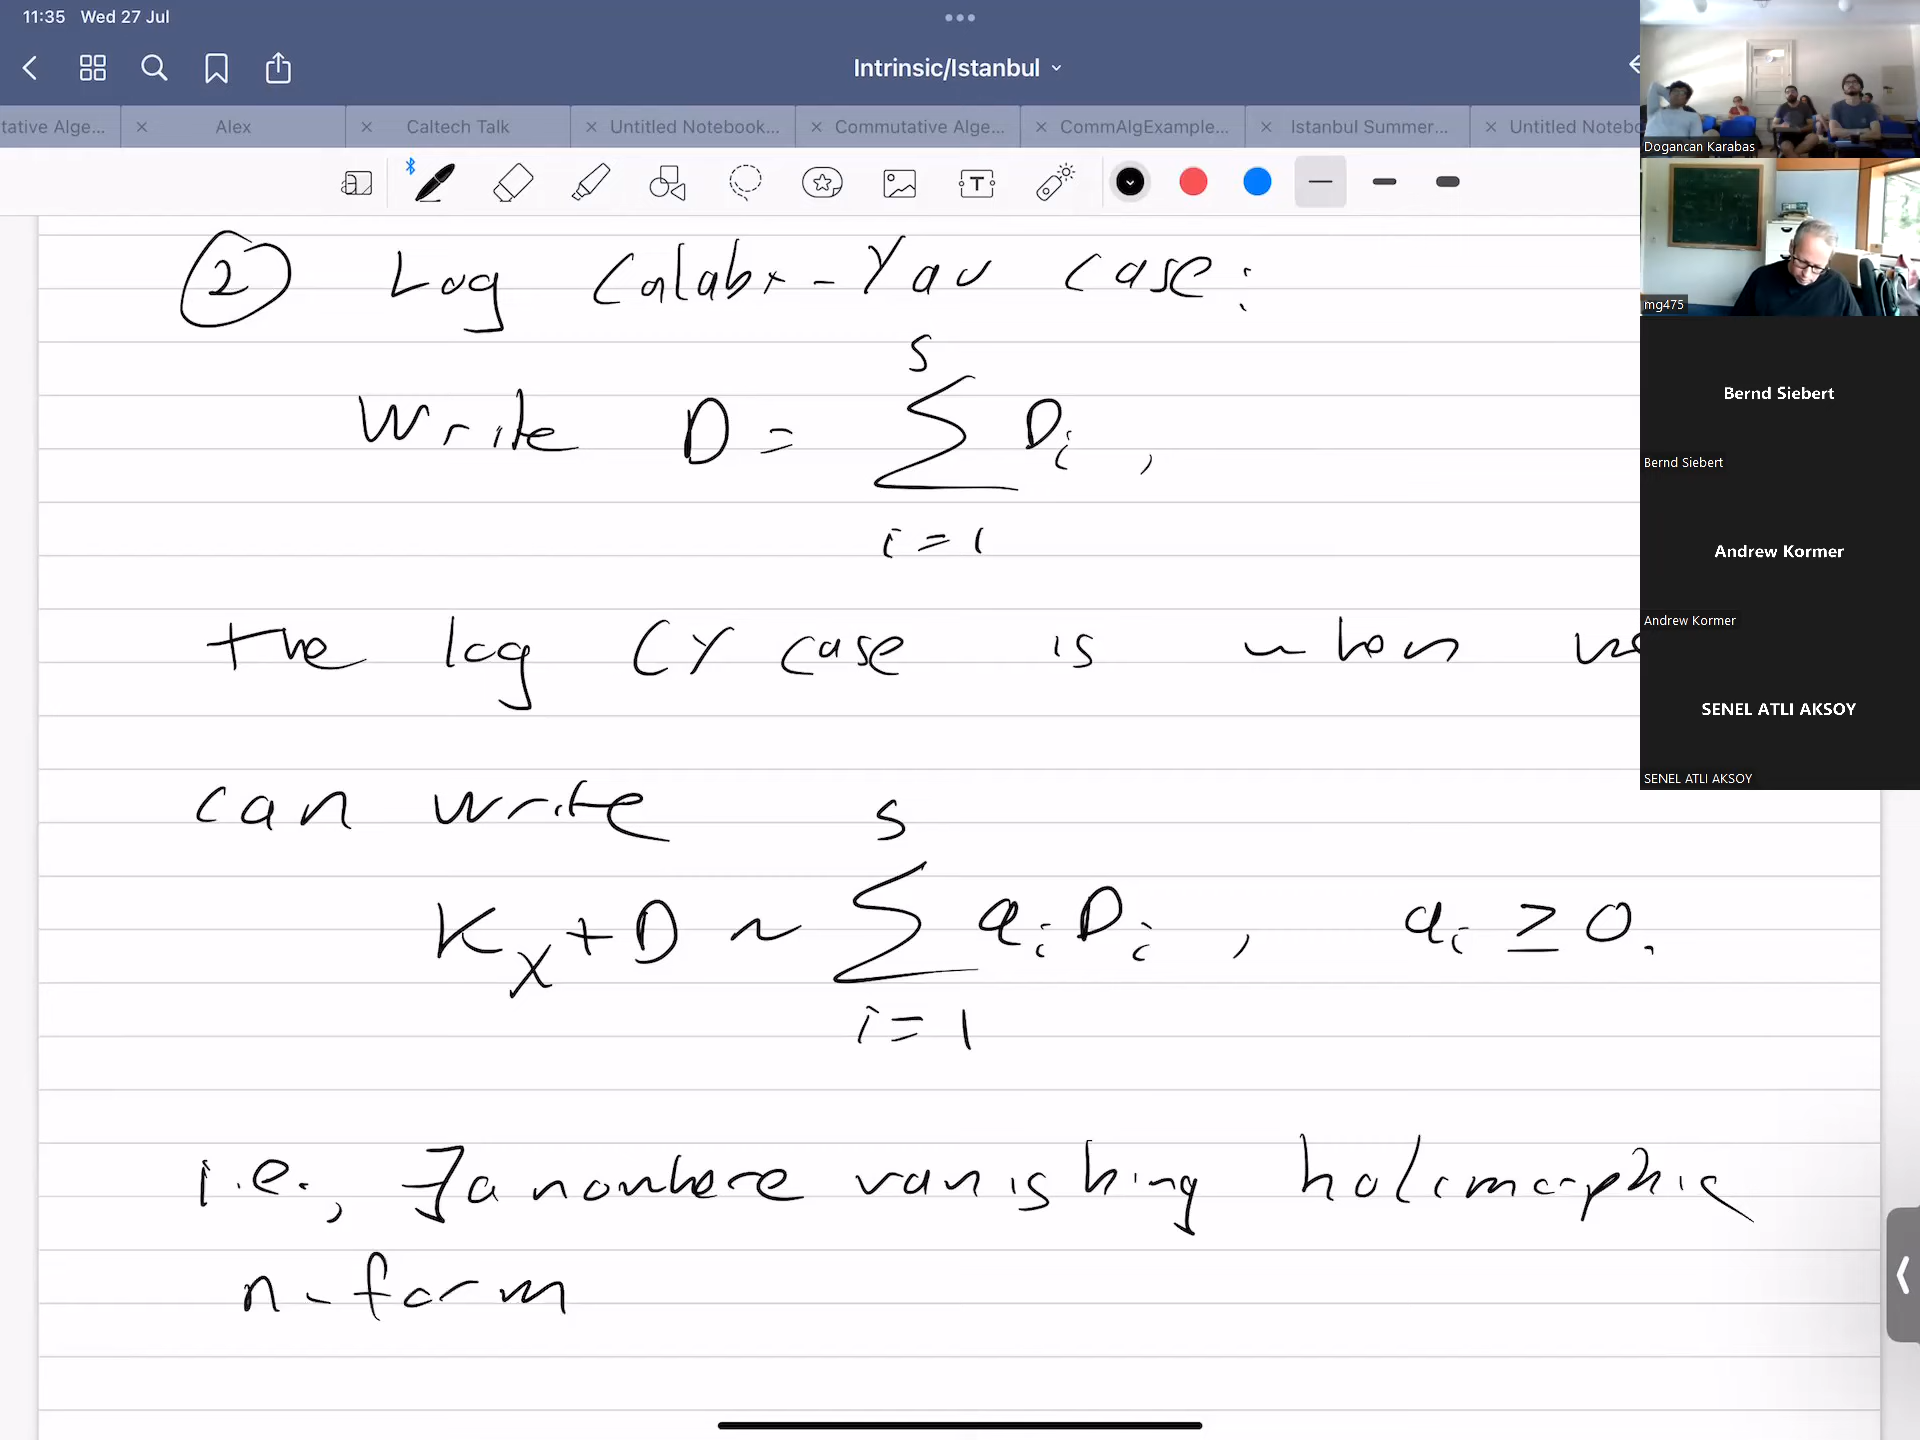 11:35 Wed 27 Jul
Intrinsic/Istanbul
tative Alge...
Alex
Caltech Talk
Untitled Notebook...
Commutative Alge...
CommAlgExample...
Istanbul Summer...
Untitled Notebo
Dogancan Karabas
mg475
Bernd Siebert
Bernd Siebert
Andrew Kormer
Andrew Kormer
SENEL ATLI AKSOY
SENEL ATLI AKSOY
② Log Calabi-Yau case:
Write D = \sum_{i=1}^{s} D_i ,
the log CY case is when we
can write
K_X + D ~ \sum_{i=1}^{s} a_i D_i , a_i ≥ 0.
i.e., ∃ a nowhere vanishing holomorphic
n-form